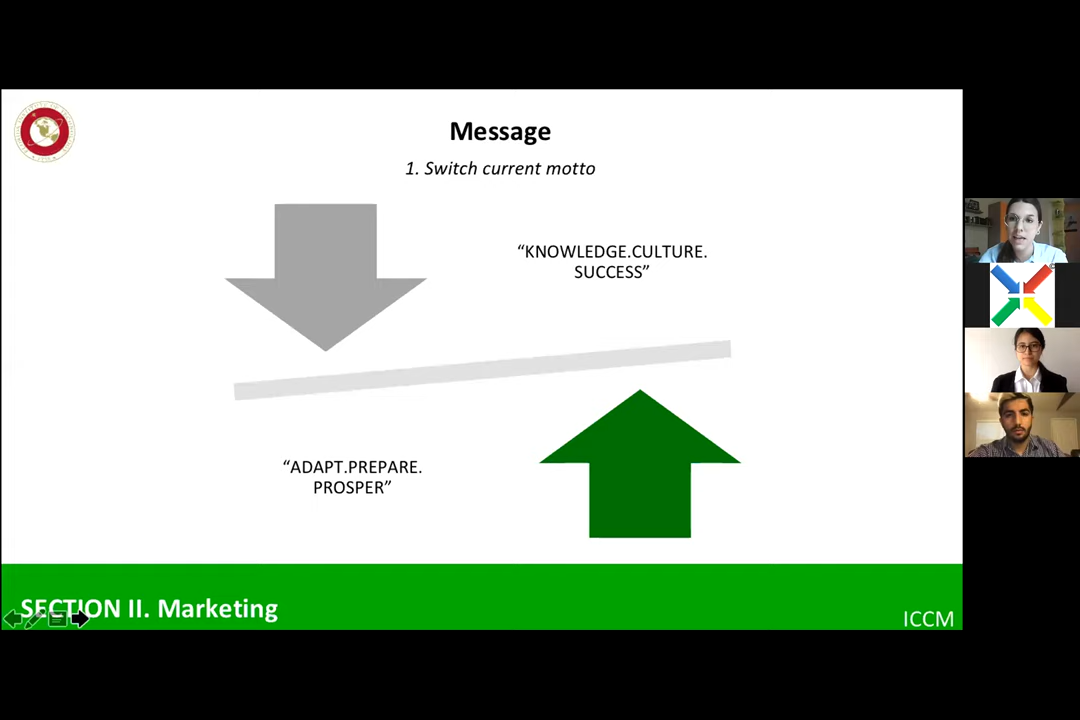 Message
1. Switch current motto
“KNOWLEDGE.CULTURE.
SUCCESS”
“ADAPT.PREPARE.
PROSPER”
SECTION II. Marketing
ICCM